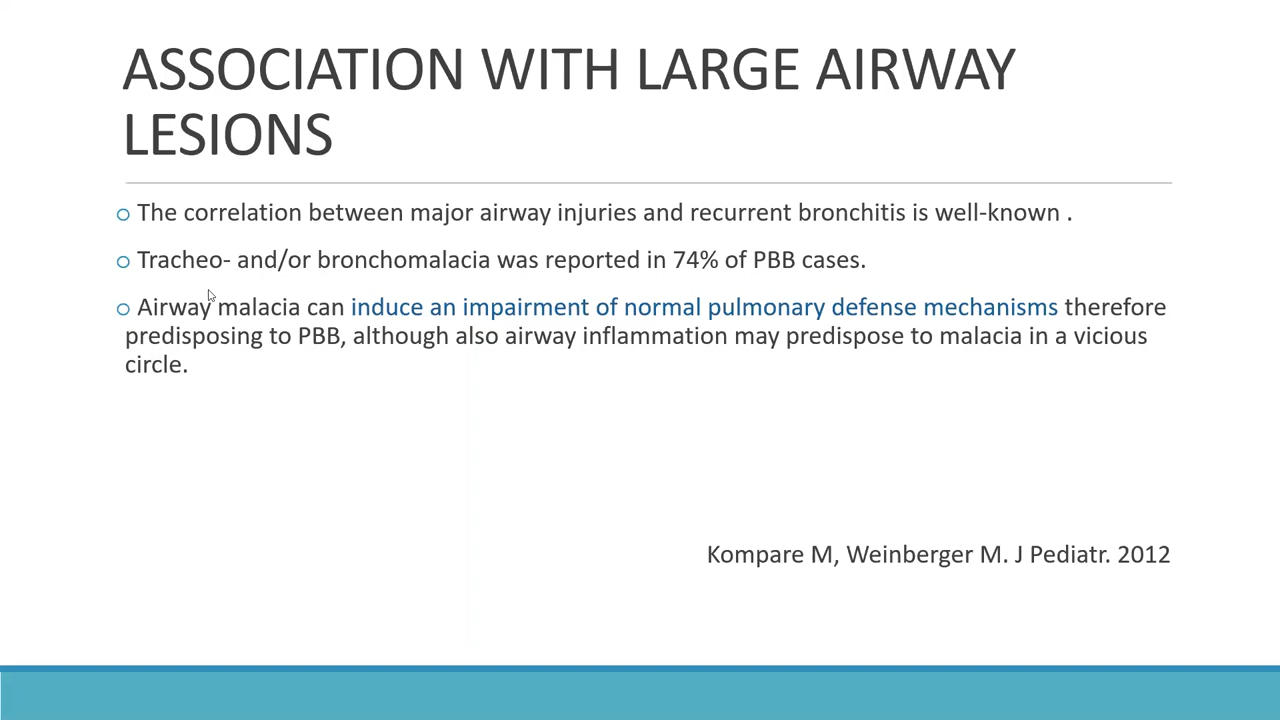 ASSOCIATION WITH LARGE AIRWAY
LESIONS
o The correlation between major airway injuries and recurrent bronchitis is well-known .
o Tracheo- and/or bronchomalacia was reported in 74% of PBB cases.
o Airway malacia can induce an impairment of normal pulmonary defense mechanisms therefore
predisposing to PBB, although also airway inflammation may predispose to malacia in a vicious
circle.
Kompare M, Weinberger M. J Pediatr. 2012